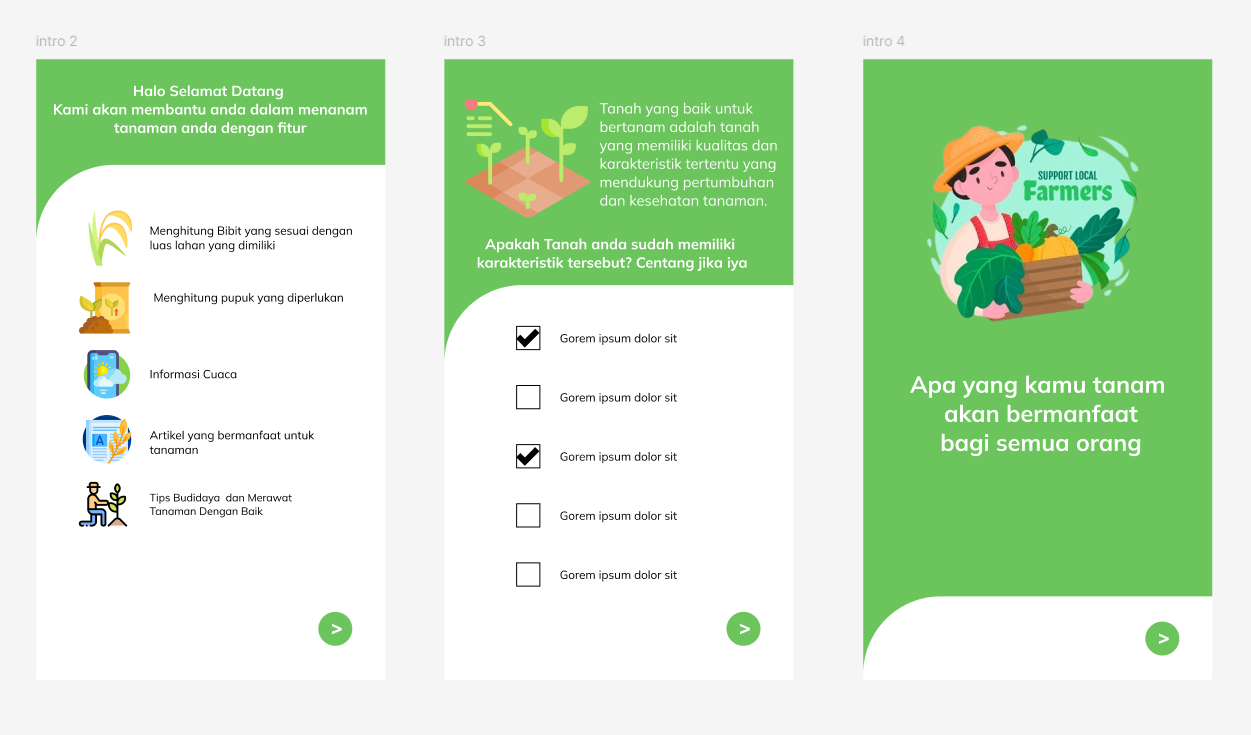 intro 2
Halo Selamat Datang
Kami akan membantu anda dalam menanam
tanaman anda dengan fitur
Menghitung Bibit yang sesuai dengan
luas lahan yang dimiliki
Menghitung pupuk yang diperlukan
Informasi Cuaca
A
Artikel yang bermanfaat untuk
tanaman
Tips Budidaya  dan Merawat
Tanaman Dengan Baik
>
intro 3
Tanah yang baik untuk
bertanam adalah tanah
yang memiliki kualitas dan
karakteristik tertentu yang
mendukung pertumbuhan
dan kesehatan tanaman.
Apakah Tanah anda sudah memiliki
karakteristik tersebut? Centang jika iya
Gorem ipsum dolor sit
Gorem ipsum dolor sit
Gorem ipsum dolor sit
Gorem ipsum dolor sit
Gorem ipsum dolor sit
>
intro 4
SUPPORT LOCAL
Farmers
Apa yang kamu tanam
akan bermanfaat
bagi semua orang
>